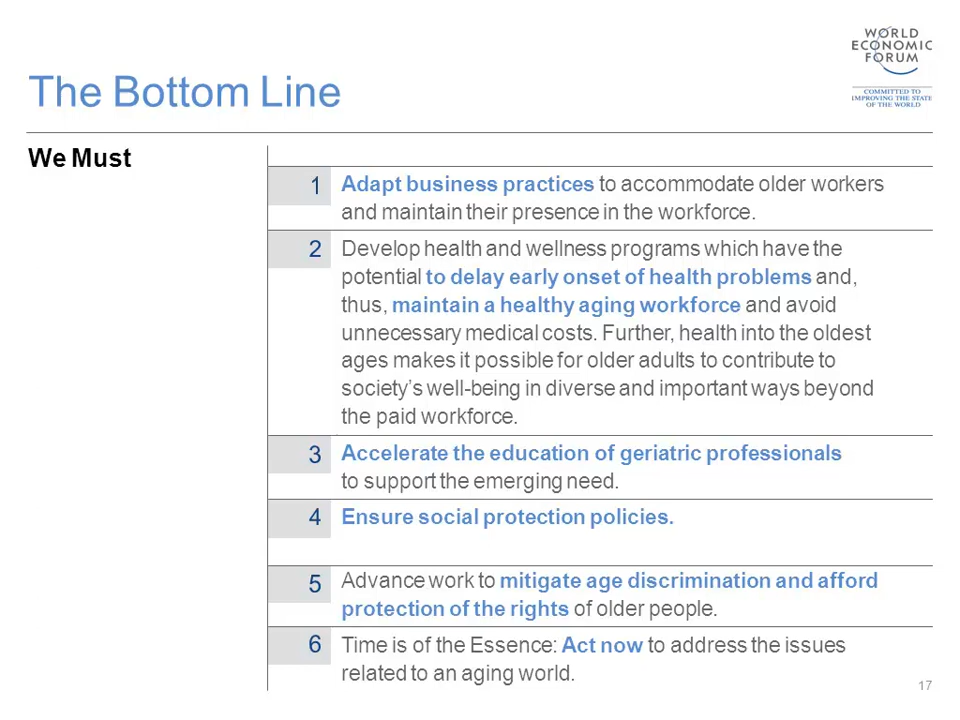 WORLD
ECONOMIC
FORUM
COMMITTED TO
IMPROVING THE STATE
OF THE WORLD
The Bottom Line
We Must
1 Adapt business practices to accommodate older workers
and maintain their presence in the workforce.
2 Develop health and wellness programs which have the
potential to delay early onset of health problems and,
thus, maintain a healthy aging workforce and avoid
unnecessary medical costs. Further, health into the oldest
ages makes it possible for older adults to contribute to
society’s well-being in diverse and important ways beyond
the paid workforce.
3 Accelerate the education of geriatric professionals
to support the emerging need.
4 Ensure social protection policies.
5 Advance work to mitigate age discrimination and afford
protection of the rights of older people.
6 Time is of the Essence: Act now to address the issues
related to an aging world.
17